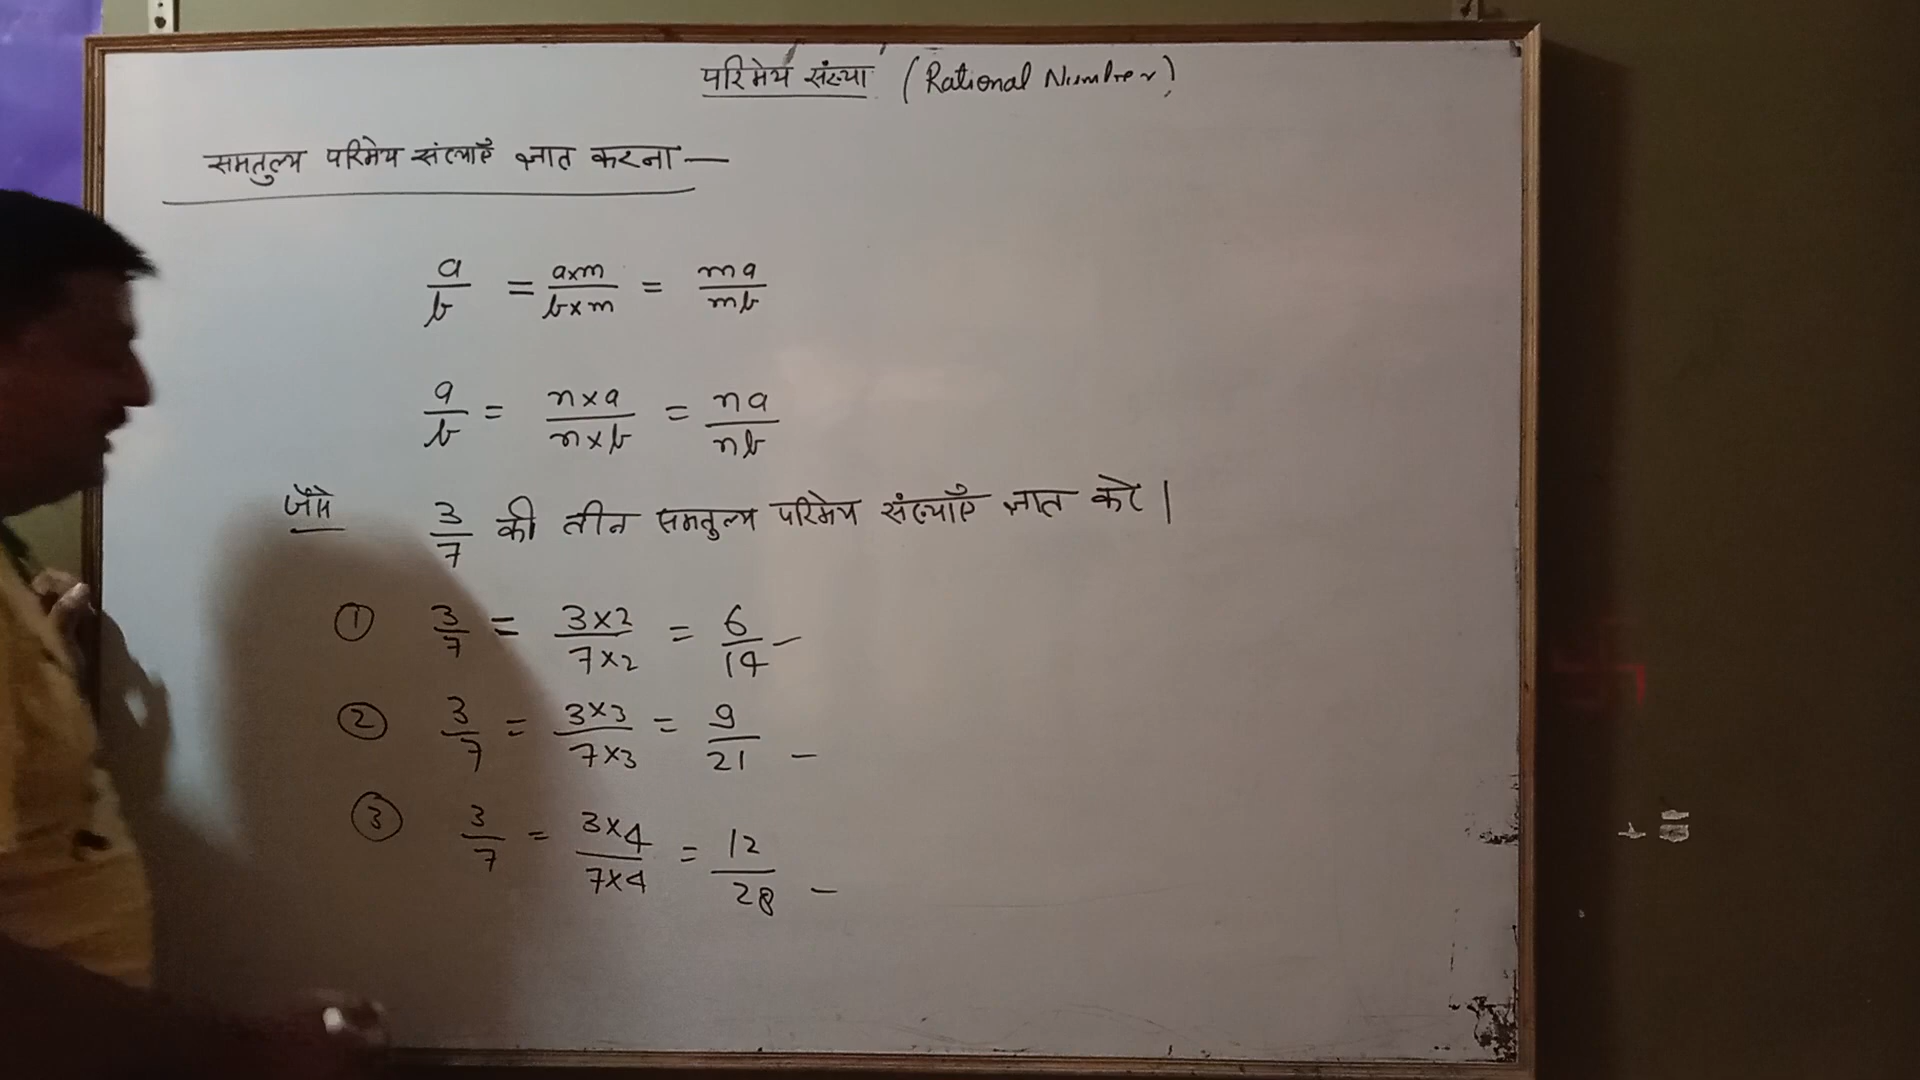 परिमेय संख्या (Rational Number)
समतुल्य परिमेय संख्याएँ ज्ञात करना —
a/b = a×m/b×m = ma/mb
a/b = n×a/n×b = na/nb
जैसे 3/7 की तीन समतुल्य परिमेय संख्याएँ ज्ञात करे |
① 3/7 = 3×2/7×2 = 6/14 –
② 3/7 = 3×3/7×3 = 9/21 –
③ 3/7 = 3×4/7×4 = 12/28 –